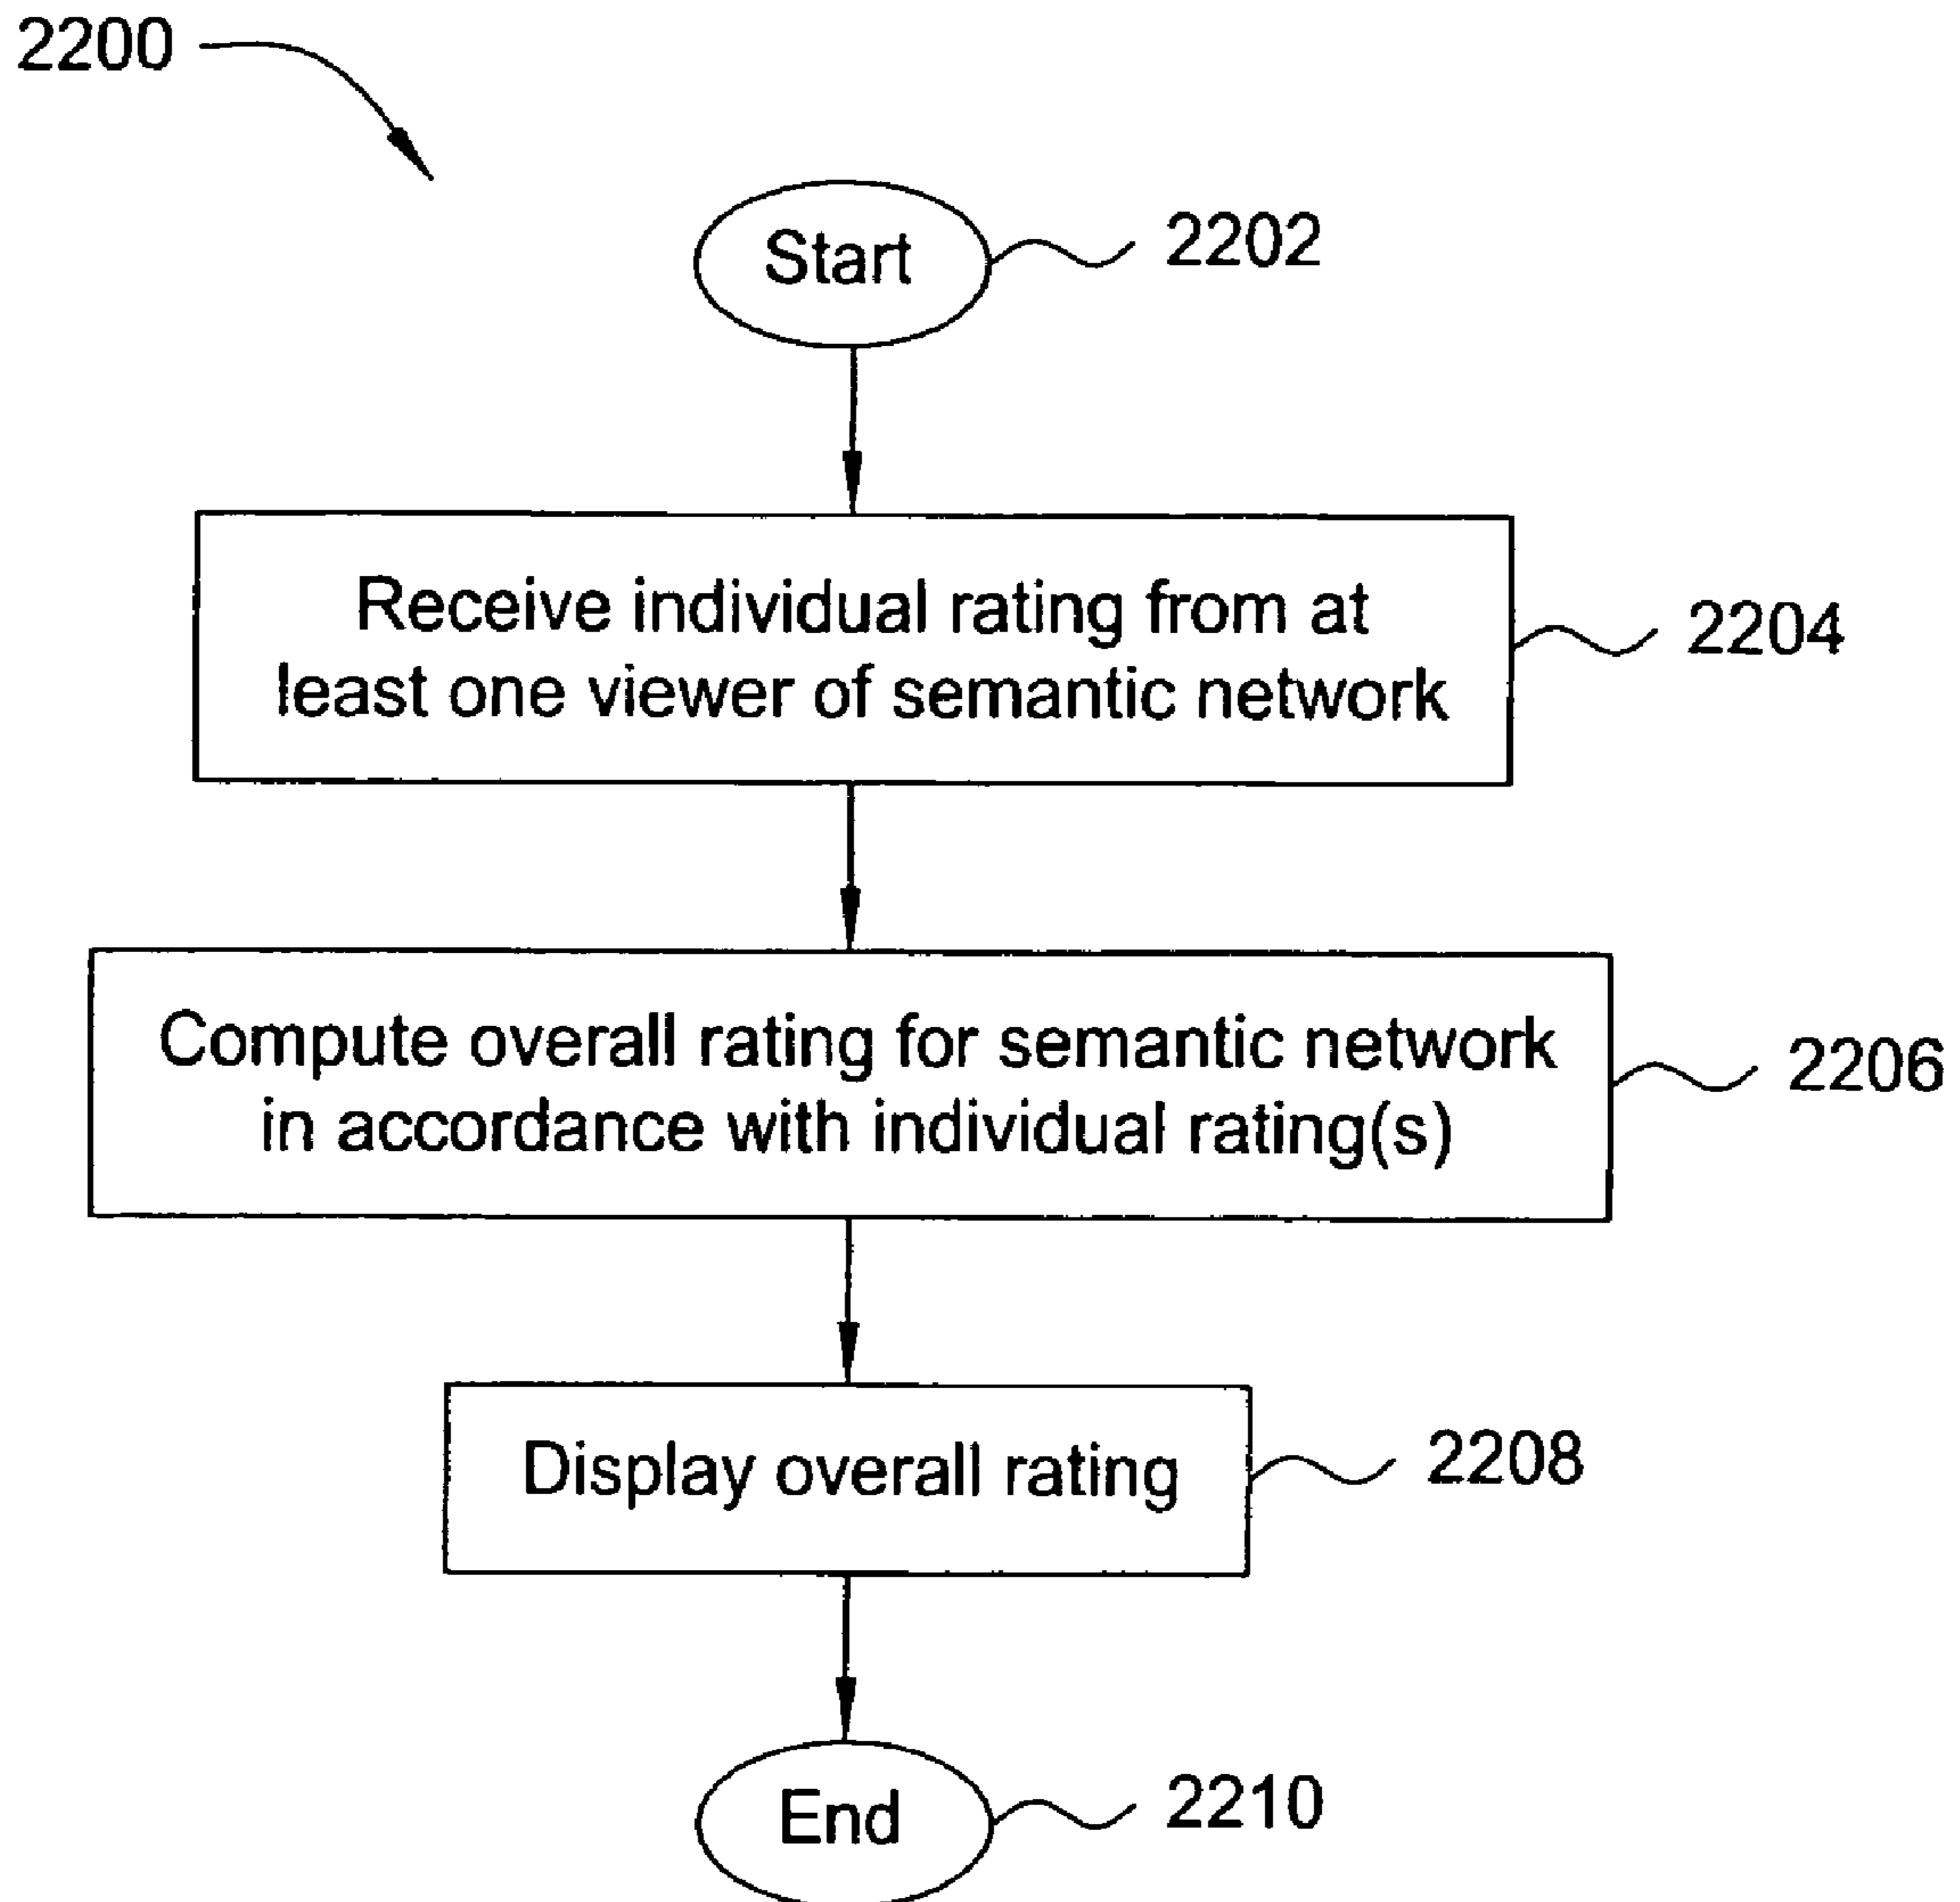 2200
Start
2202
Receive individual rating from at
least one viewer of semantic network
2204
Compute overall rating for semantic network
in accordance with individual rating(s)
2206
Display overall rating
2208
End
2210